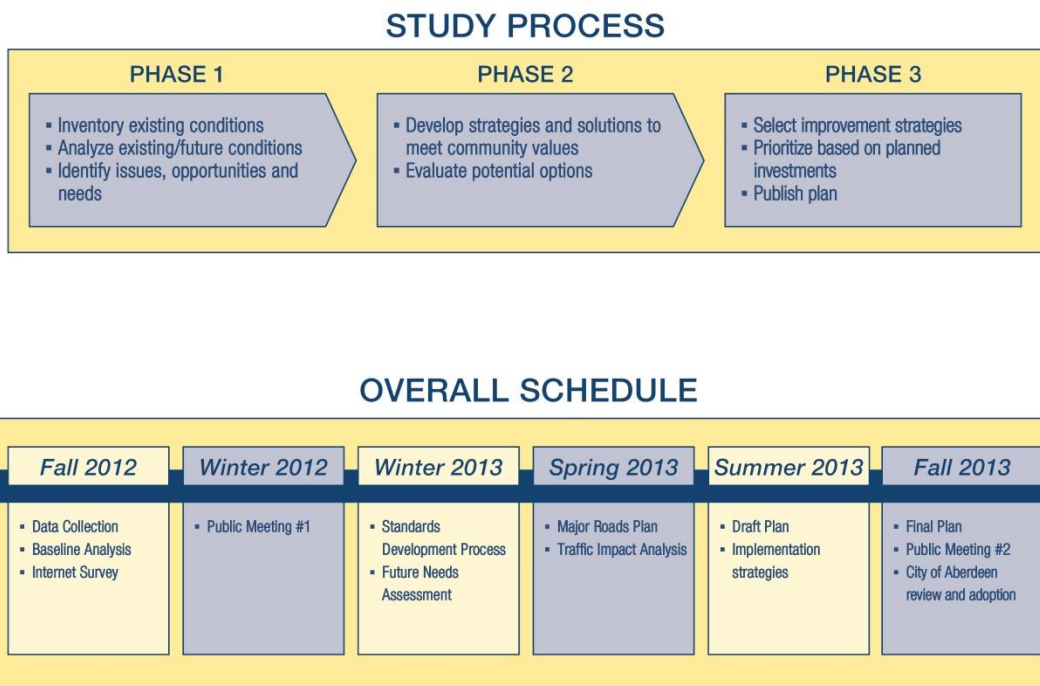 STUDY PROCESS
PHASE 1
▪ Inventory existing conditions
▪ Analyze existing/future conditions
▪ Identify issues, opportunities and
needs
PHASE 2
▪ Develop strategies and solutions to
meet community values
▪ Evaluate potential options
PHASE 3
▪ Select improvement strategies
▪ Prioritize based on planned
investments
▪ Publish plan
OVERALL SCHEDULE
Fall 2012
▪ Data Collection
▪ Baseline Analysis
▪ Internet Survey
Winter 2012
▪ Public Meeting #1
Winter 2013
▪ Standards
Development Process
▪ Future Needs
Assessment
Spring 2013
▪ Major Roads Plan
▪ Traffic Impact Analysis
Summer 2013
▪ Draft Plan
▪ Implementation
strategies
Fall 2013
▪ Final Plan
▪ Public Meeting #2
▪ City of Aberdeen
review and adoption